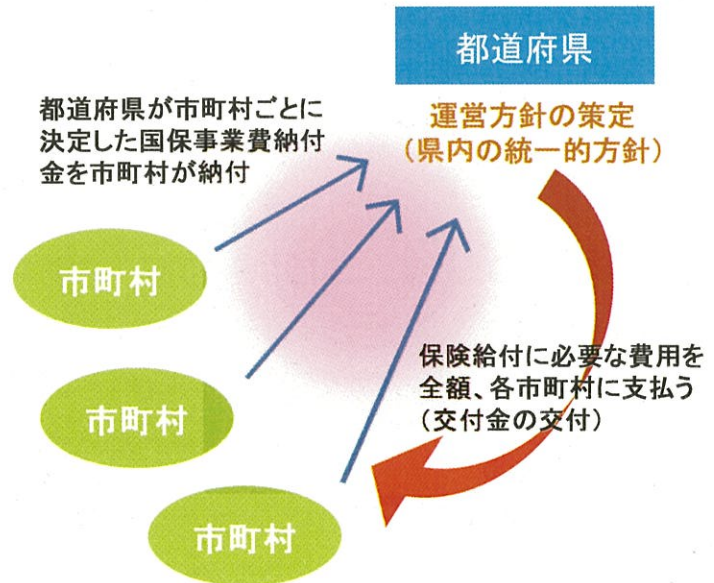 都道府県
運営方針の策定
(県内の統一的方針)
都道府県が市町村ごとに
決定した国保事業費納付
金を市町村が納付
市町村
市町村
市町村
保険給付に必要な費用を
全額、各市町村に支払う
(交付金の交付)